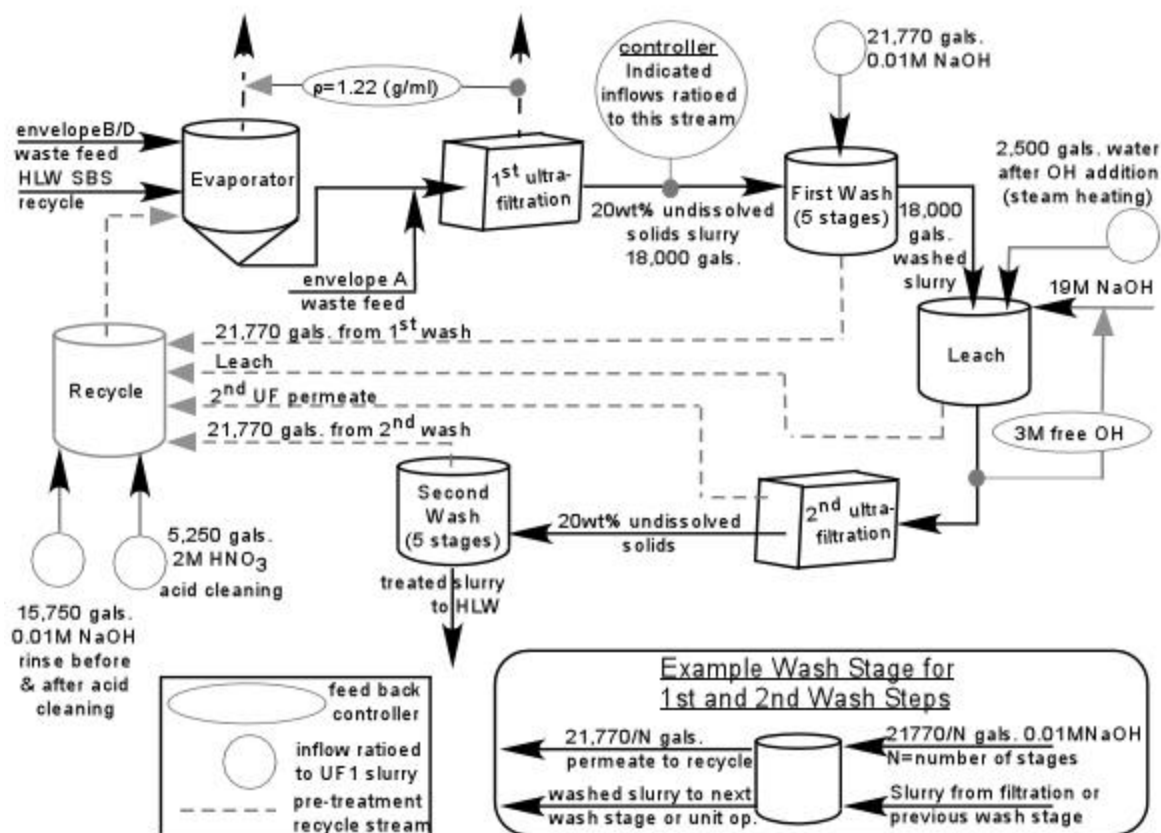 controller
Indicated
inflows ratioed
to this stream
21,770 gals.
0.01M NaOH
ρ=1.22 (g/ml)
envelopeB/D
waste feed
HLW SBS
recycle
Evaporator
1st ultra-
filtration
20wt% undissolved
solids slurry
18,000 gals.
First Wash
(5 stages)
2,500 gals. water
after OH addition
(steam heating)
18,000
gals.
washed
slurry
envelope A
waste feed
19M NaOH
Leach
21,770 gals. from 1st wash
Leach
2nd UF permeate
21,770 gals. from 2nd wash
Recycle
3M free OH
Second
Wash
(5 stages)
20wt% undissolved
solids
2nd ultra-
filtration
5,250 gals.
2M HNO3
acid cleaning
treated slurry
to HLW
15,750 gals.
0.01M NaOH
rinse before
& after acid
cleaning
feed back
controller
inflow ratioed
to UF1 slurry
pre-treatment
recycle stream
Example Wash Stage for
1st and 2nd Wash Steps
21,770/N gals.
permeate to recycle
21770/N gals. 0.01MNaOH
N=number of stages
washed slurry to next
wash stage or unit op.
Slurry from filtration or
previous wash stage